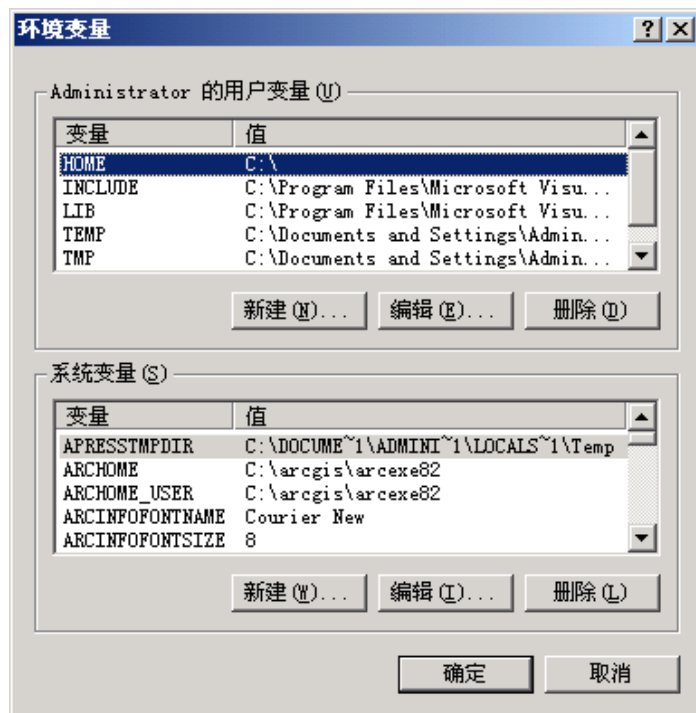 环境变量
Administrator 的用户变量(U)
变量 值
HOME C:\
INCLUDE C:\Program Files\Microsoft Visu...
LIB C:\Program Files\Microsoft Visu...
TEMP C:\Documents and Settings\Admin...
TMP C:\Documents and Settings\Admin...
新建(N)... 编辑(E)... 删除(D)
系统变量(S)
变量 值
APRESSTMPDIR C:\DOCUME~1\ADMINI~1\LOCALS~1\Temp
ARCHOME C:\arcgis\arcexe82
ARCHOME_USER C:\arcgis\arcexe82
ARCINFOFONTNAME Courier New
ARCINFOFONTSIZE 8
新建(W)... 编辑(I)... 删除(L)
确定 取消